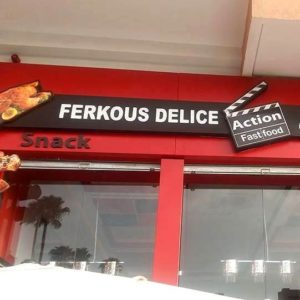 FERKOUS DELICE
Action
Fast food
Snack